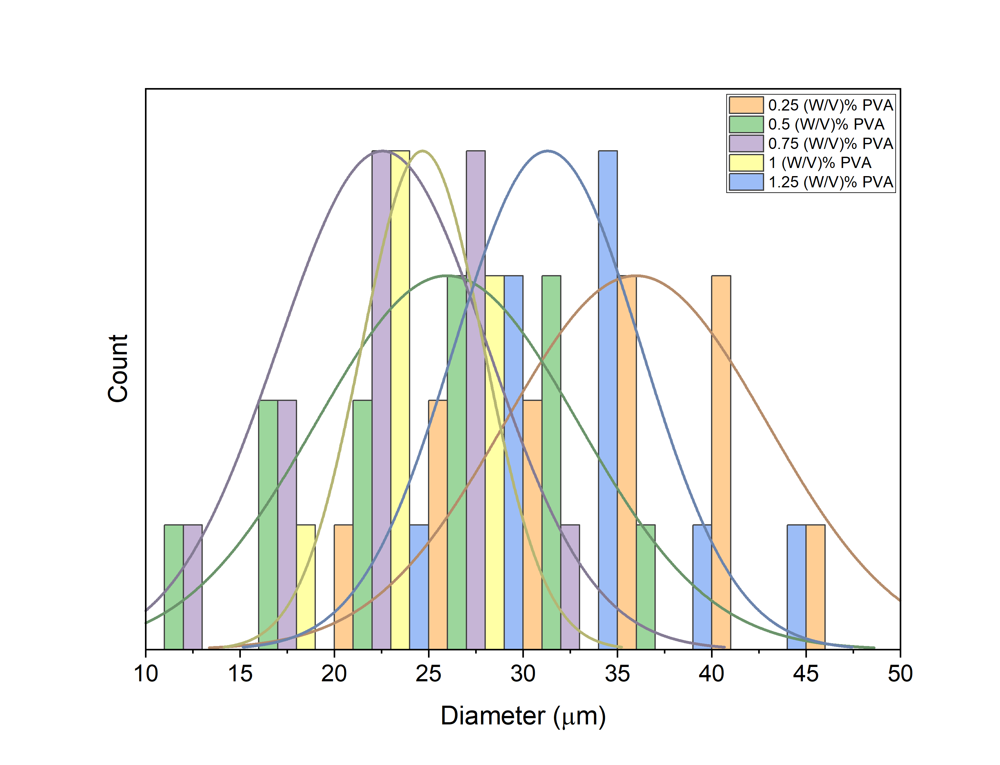 0.25 (W/V)% PVA
0.5 (W/V)% PVA
0.75 (W/V)% PVA
1 (W/V)% PVA
1.25 (W/V)% PVA
Count
10 15 20 25 30 35 40 45 50
Diameter (μm)